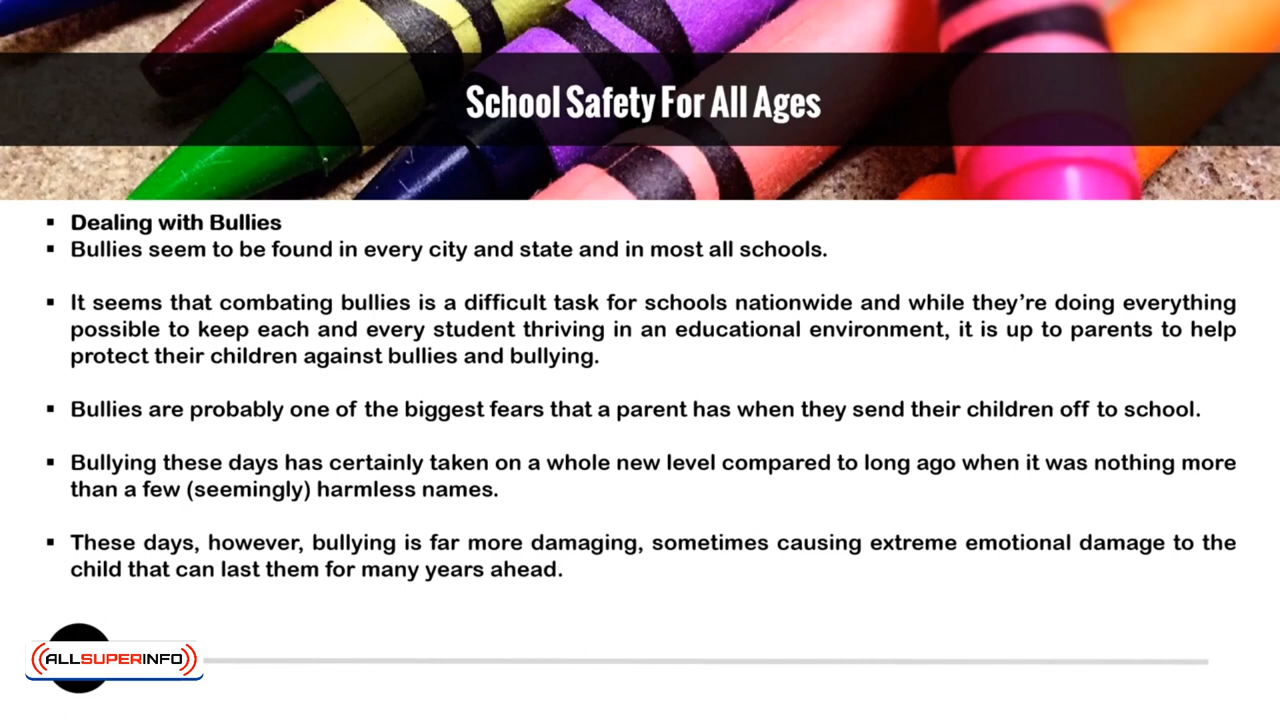 School Safety For All Ages
▪ Dealing with Bullies
▪ Bullies seem to be found in every city and state and in most all schools.
▪ It seems that combating bullies is a difficult task for schools nationwide and while they’re doing everything
possible to keep each and every student thriving in an educational environment, it is up to parents to help
protect their children against bullies and bullying.
▪ Bullies are probably one of the biggest fears that a parent has when they send their children off to school.
▪ Bullying these days has certainly taken on a whole new level compared to long ago when it was nothing more
than a few (seemingly) harmless names.
▪ These days, however, bullying is far more damaging, sometimes causing extreme emotional damage to the
child that can last them for many years ahead.
ALLSUPERINFO